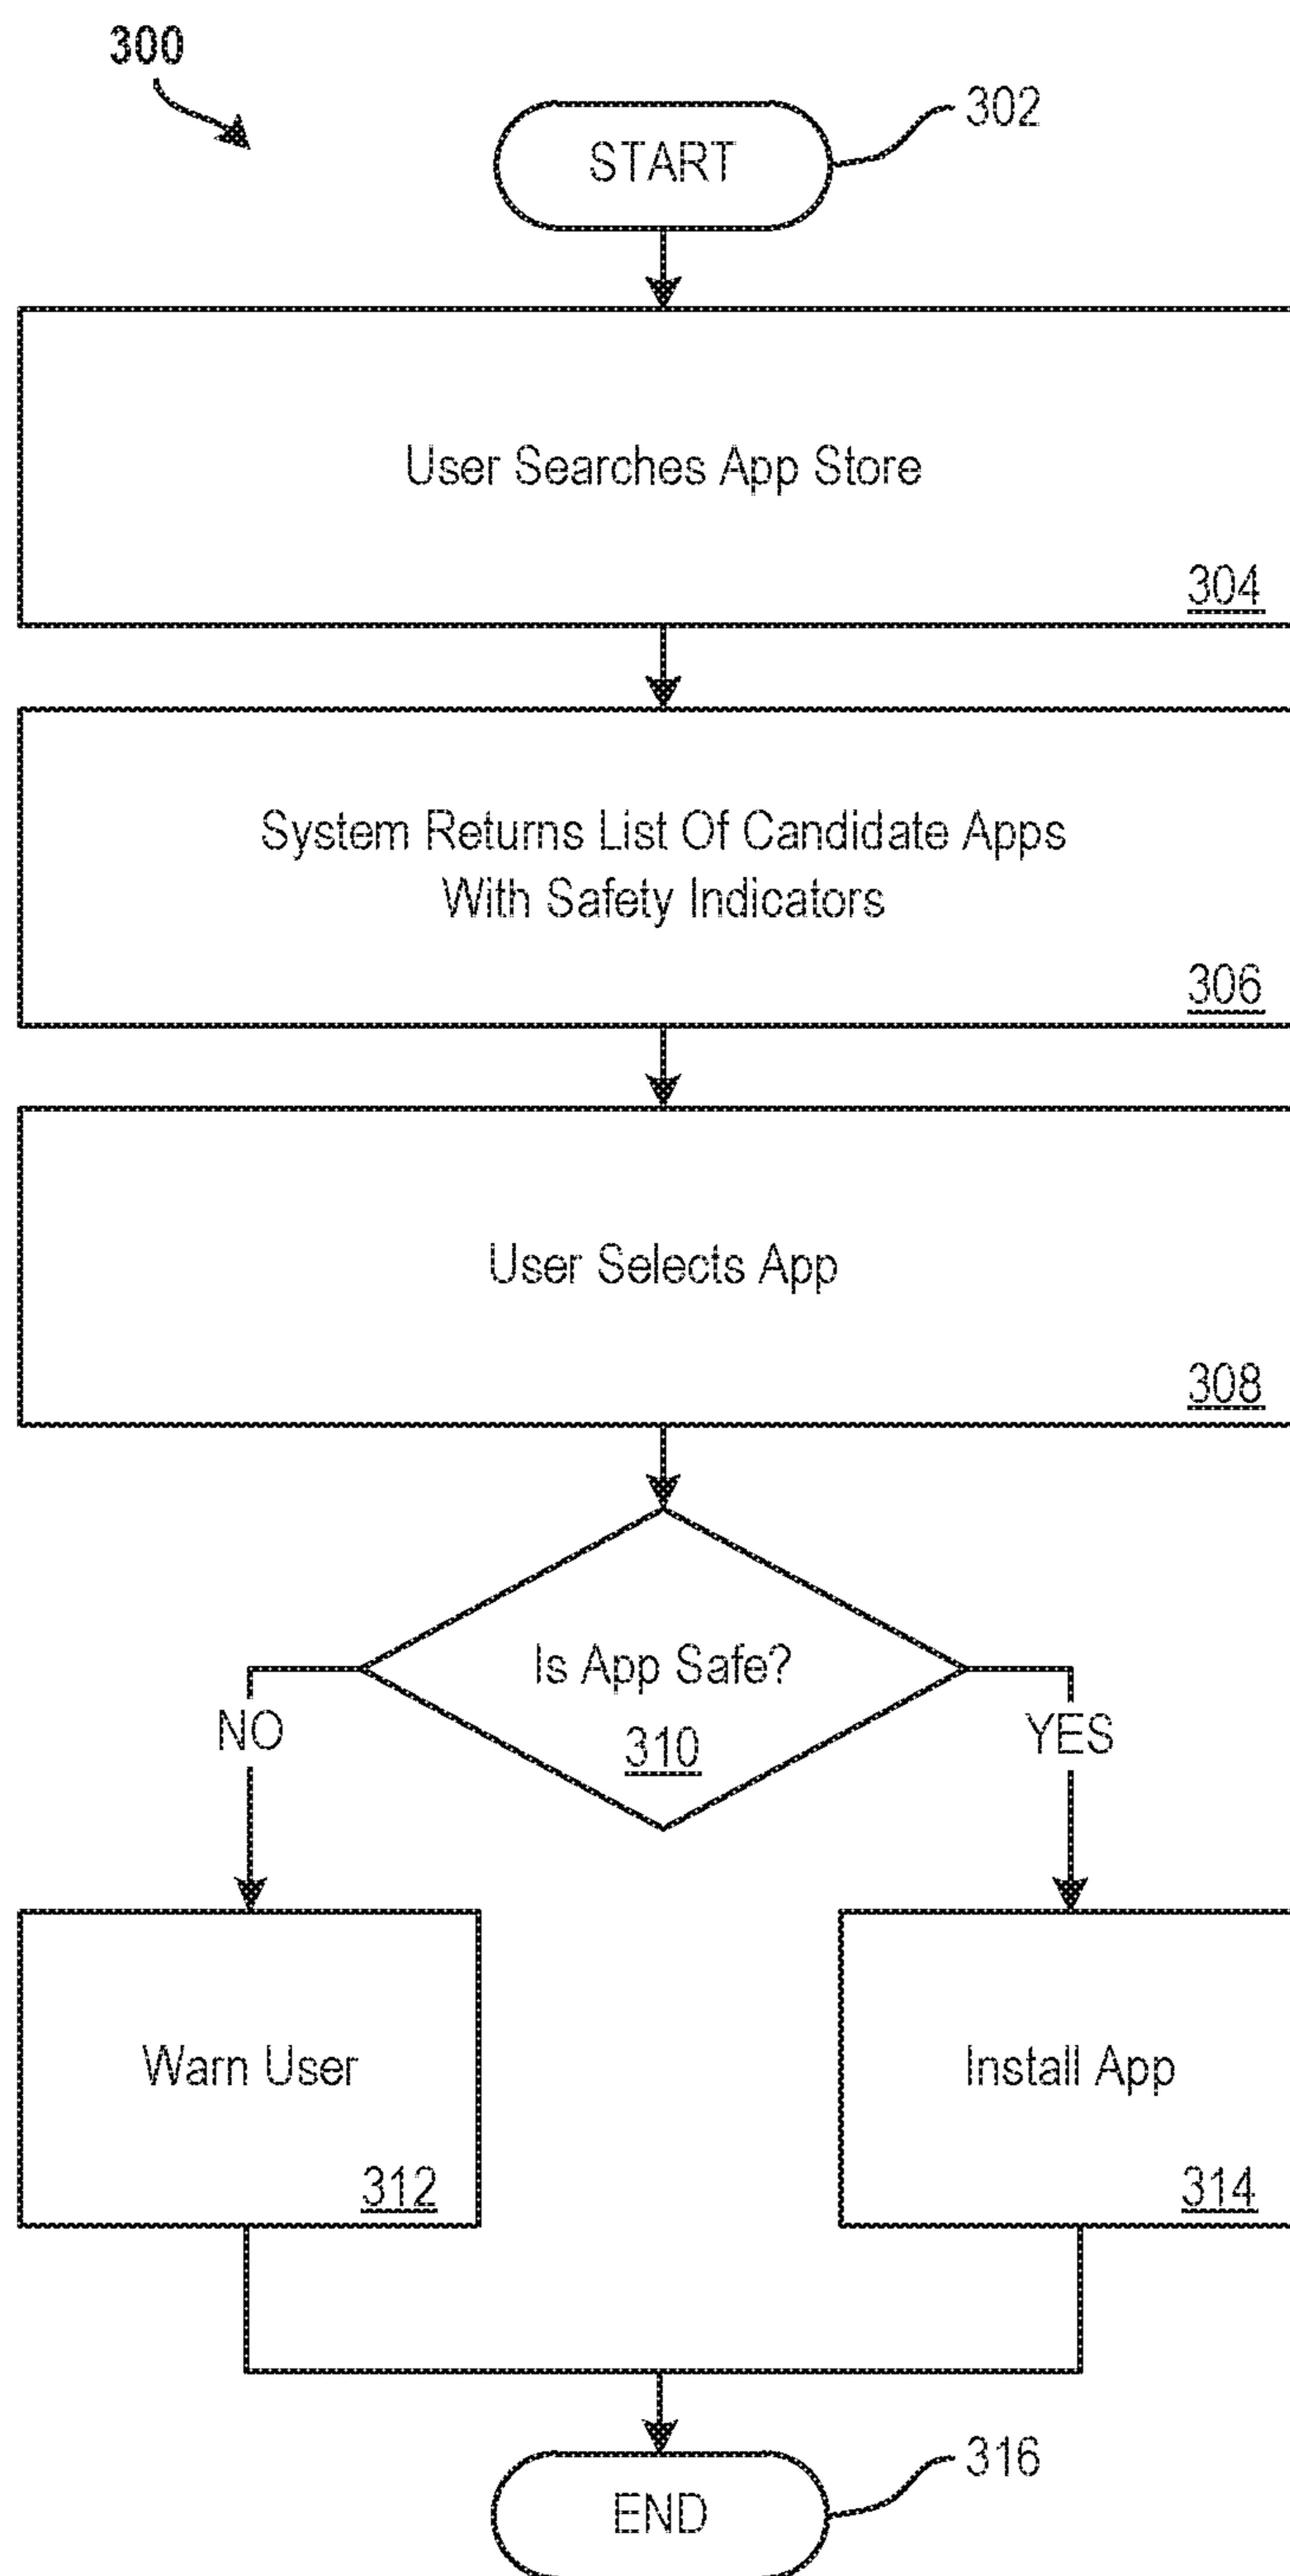 300
START
302
User Searches App Store
304
System Returns List Of Candidate Apps
With Safety Indicators
306
User Selects App
308
Is App Safe?
310
NO
YES
Warn User
312
Install App
314
END
316